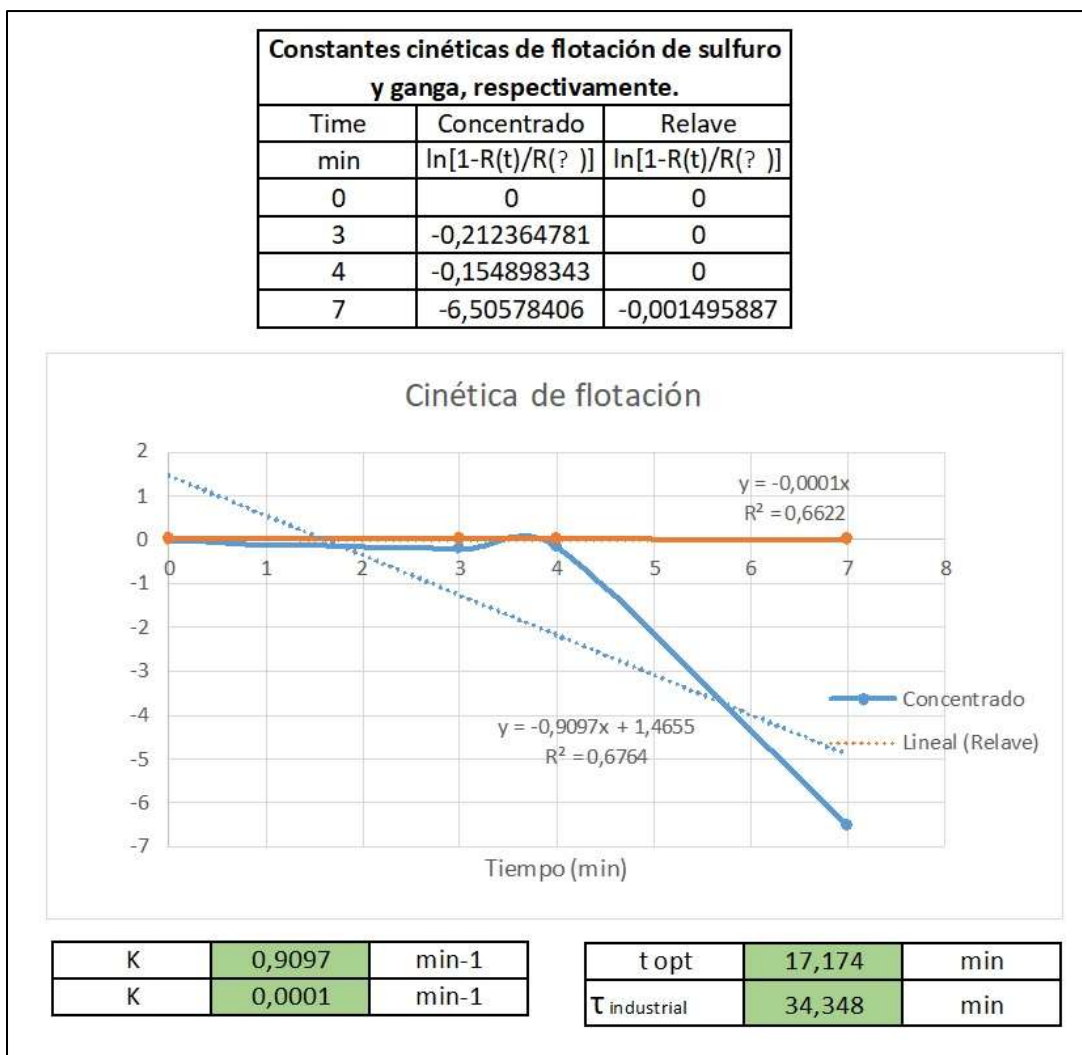 Constantes cinéticas de flotación de sulfuro
y ganga, respectivamente.
Time Concentrado Relave
min ln[1-R(t)/R(? )] ln[1-R(t)/R(? )]
0 0 0
3 -0,212364781 0
4 -0,154898343 0
7 -6,50578406 -0,001495887
Cinética de flotación
2
1
0
-1
-2
-3
-4
-5
-6
-7
0 1 2 3 4 5 6 7 8
y = -0,0001x
R² = 0,6622
y = -0,9097x + 1,4655
R² = 0,6764
Concentrado
Lineal (Relave)
Tiempo (min)
K 0,9097 min-1
K 0,0001 min-1
t opt 17,174 min
τ industrial 34,348 min